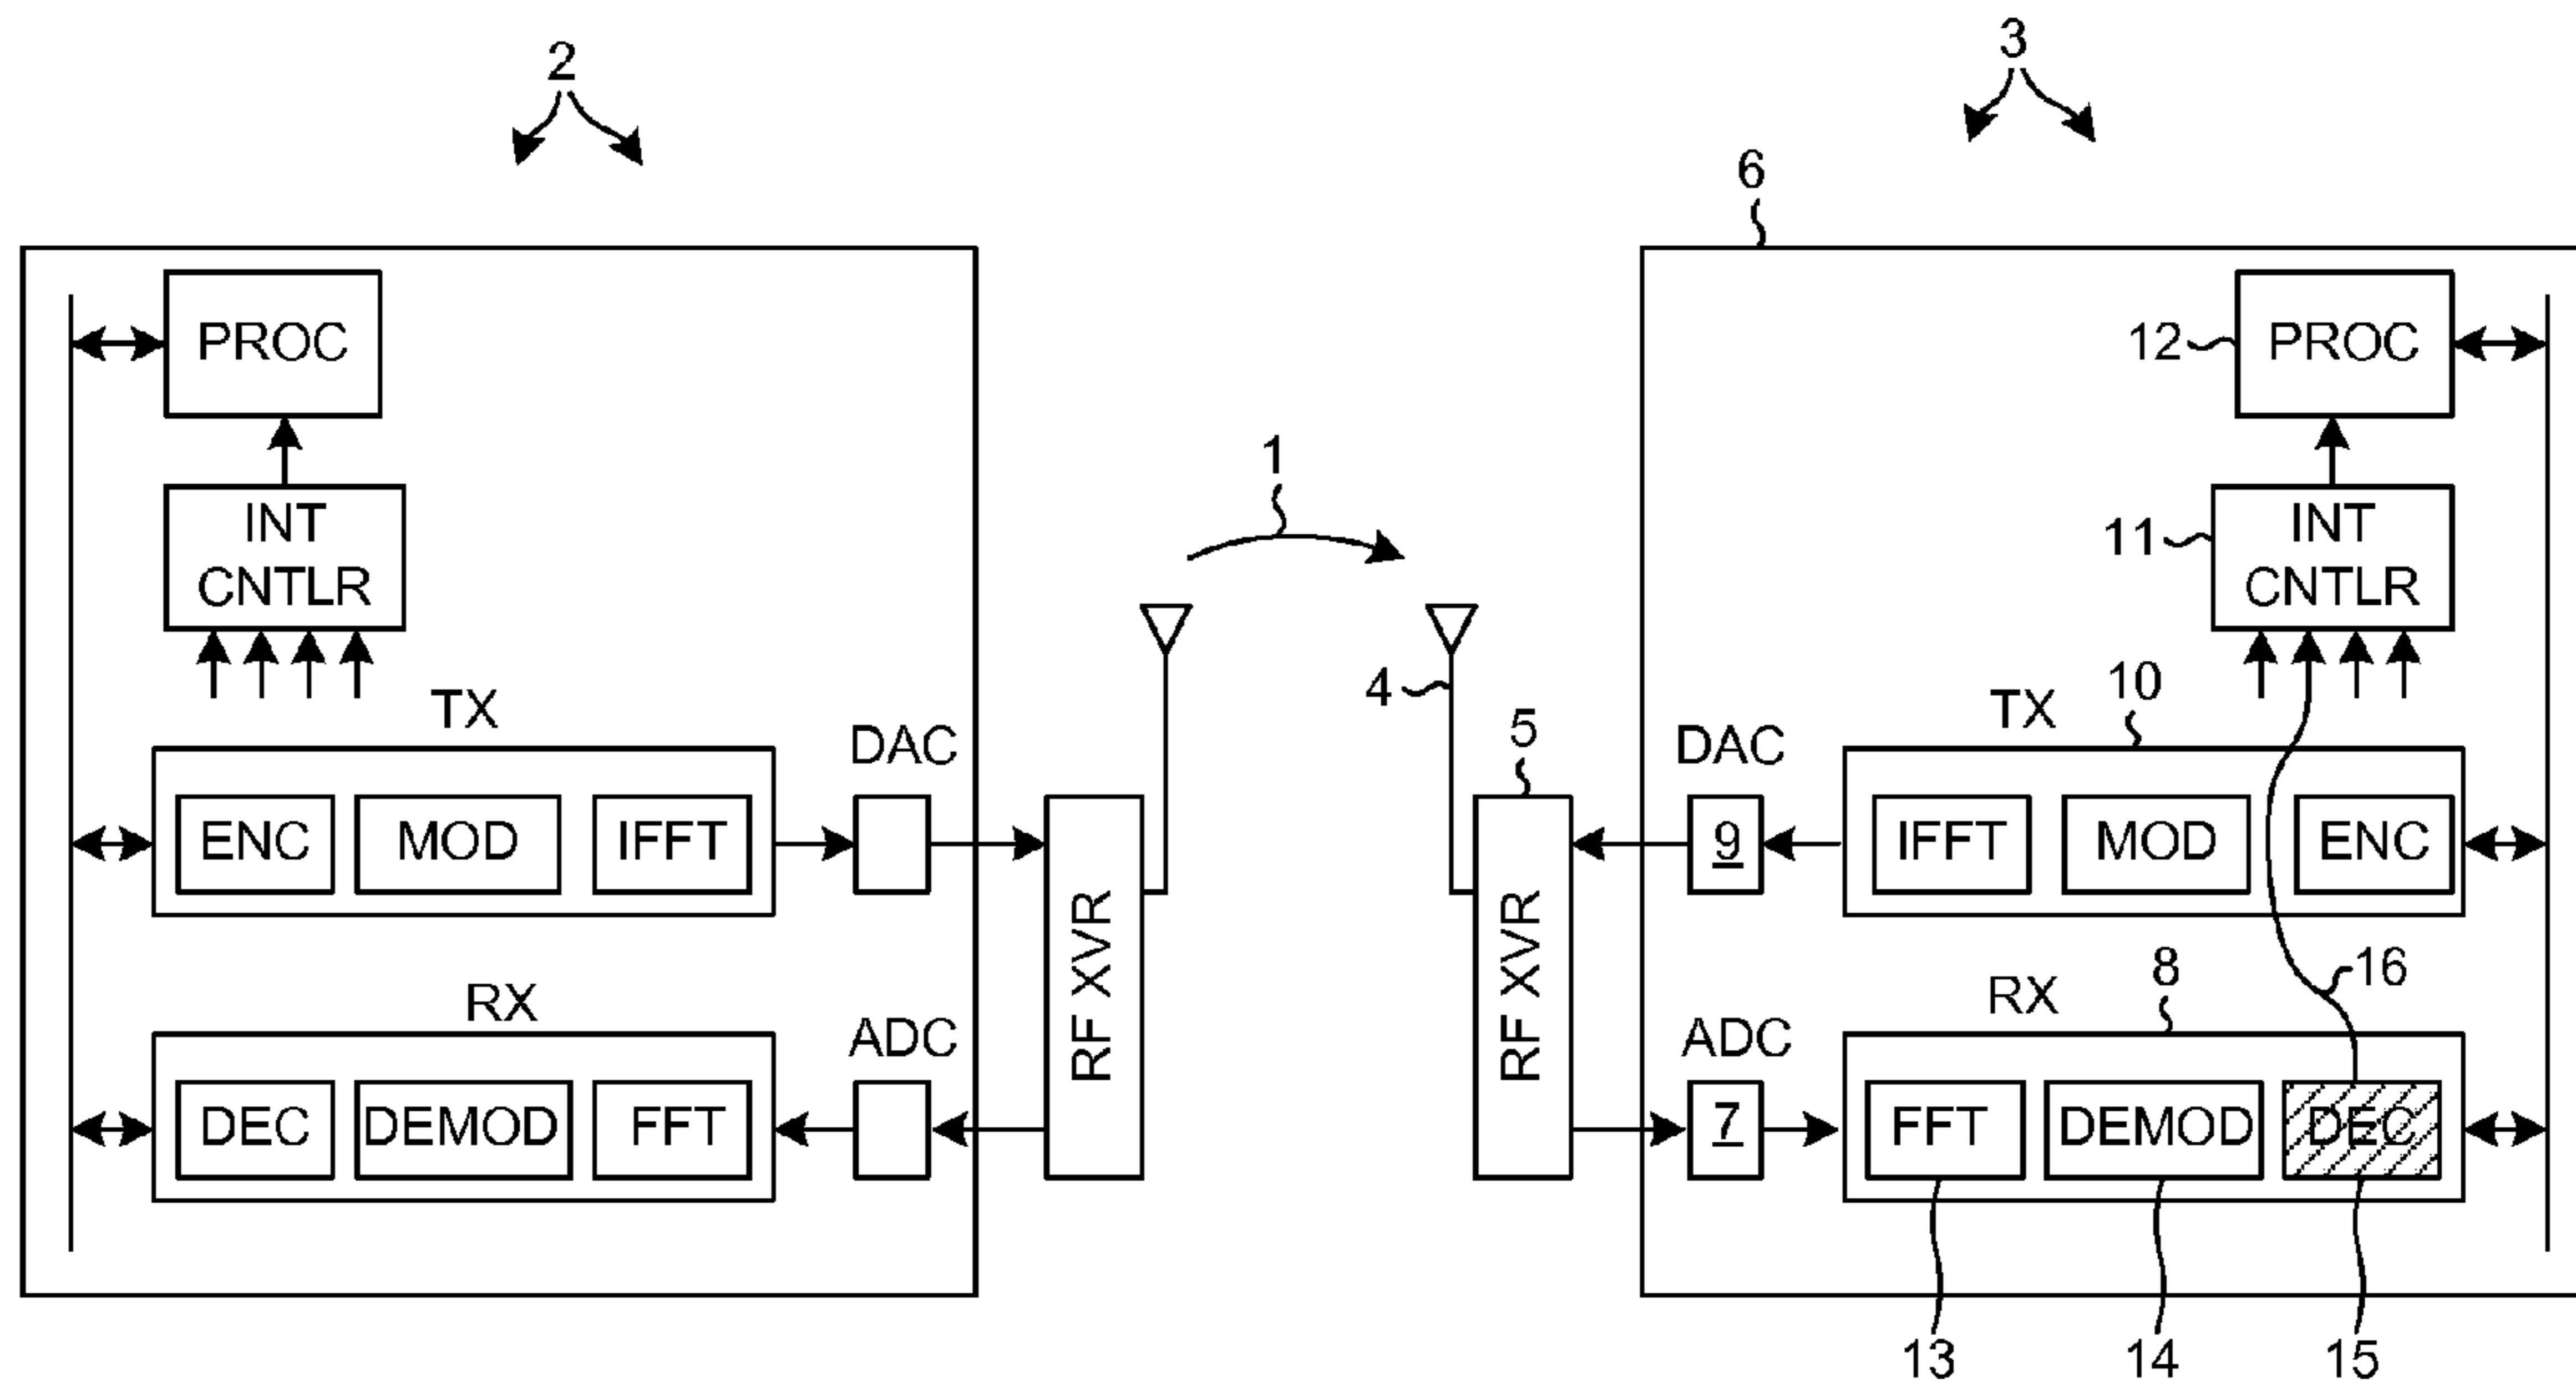 2
3
6
PROC
12
PROC
1
INT
CNTLR
11
INT
CNTLR
4
TX
DAC
5
DAC
TX
10
ENC
MOD
IFFT
9
IFFT
MOD
ENC
RF XVR
RF XVR
RX
ADC
ADC
RX
8
16
DEC
DEMOD
FFT
7
FFT
DEMOD
DEC
13
14
15